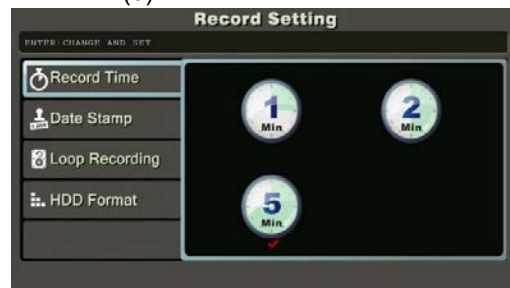 Record Setting
ENTER:CHANGE AND SET
Record Time
Date Stamp
Loop Recording
HDD Format
1
Min
2
Min
5
Min